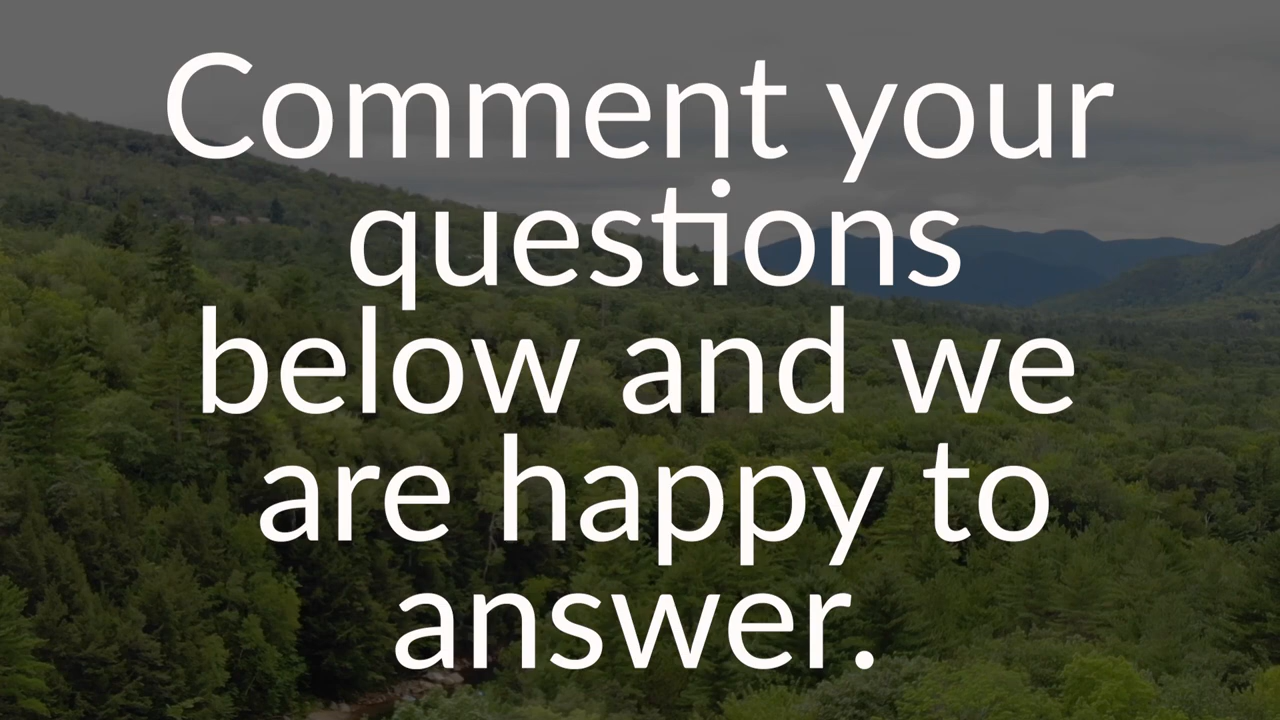 Comment your
questions
below and we
are happy to
answer.